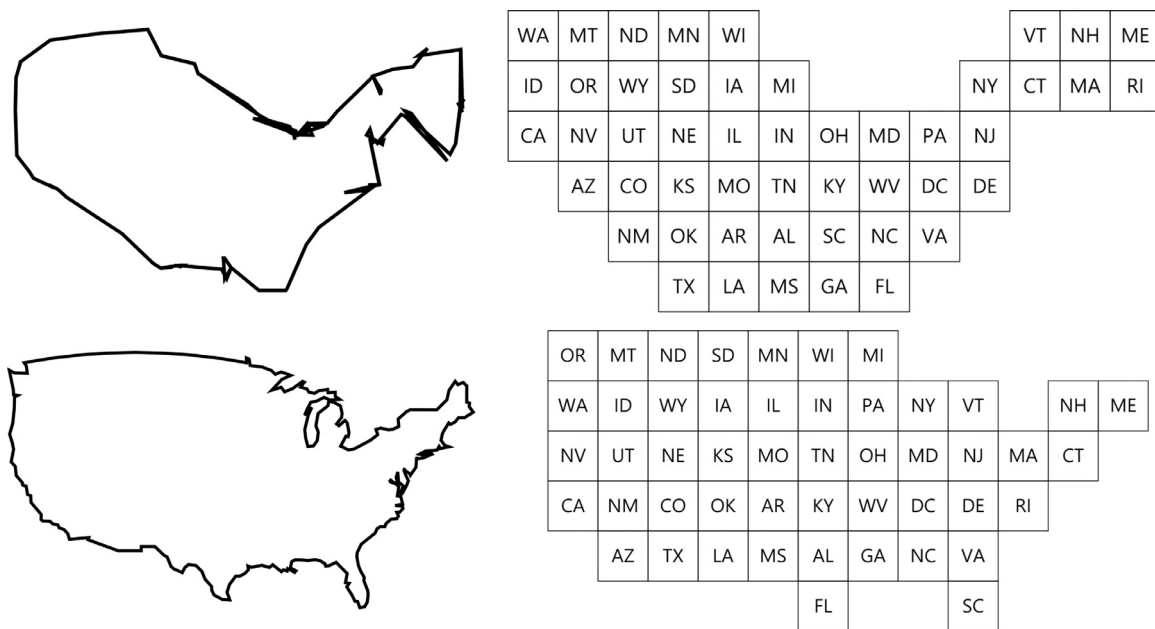 WA MT ND MN WI VT NH ME
ID OR WY SD IA MI NY CT MA RI
CA NV UT NE IL IN OH MD PA NJ
AZ CO KS MO TN KY WV DC DE
NM OK AR AL SC NC VA
TX LA MS GA FL
OR MT ND SD MN WI MI
WA ID WY IA IL IN PA NY VT NH ME
NV UT NE KS MO TN OH MD NJ MA CT
CA NM CO OK AR KY WV DC DE RI
AZ TX LA MS AL GA NC VA
FL SC